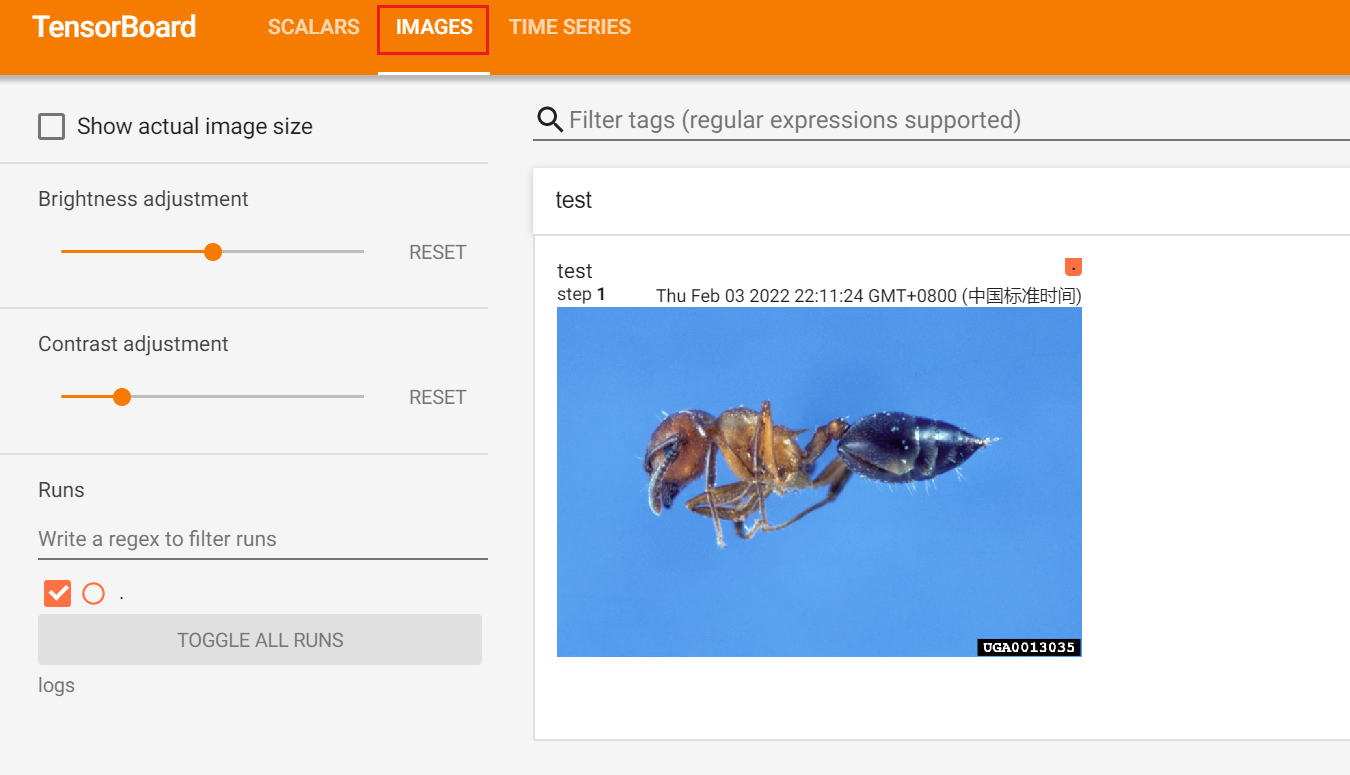 TensorBoard SCALARS IMAGES TIME SERIES
Show actual image size
Filter tags (regular expressions supported)
Brightness adjustment
RESET
Contrast adjustment
RESET
Runs
Write a regex to filter runs
.
TOGGLE ALL RUNS
logs
test
test
.
step 1 Thu Feb 03 2022 22:11:24 GMT+0800 (中国标准时间)
UGA0013035